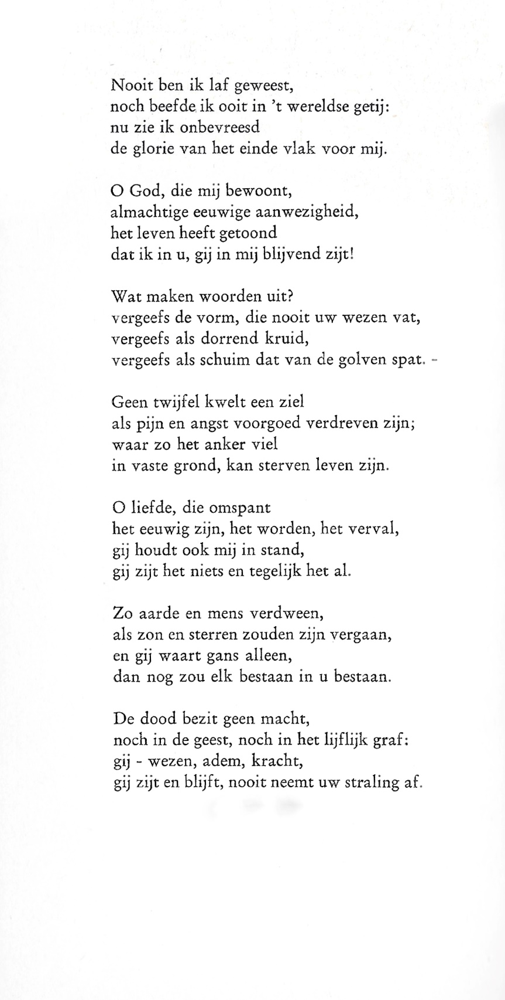 Nooit ben ik laf geweest,
noch beefde ik ooit in ’t wereldse getij:
nu zie ik onbevreesd
de glorie van het einde vlak voor mij.

O God, die mij bewoont,
almachtige eeuwige aanwezigheid,
het leven heeft getoond
dat ik in u, gij in mij blijvend zijt!

Wat maken woorden uit?
vergeefs de vorm, die nooit uw wezen vat,
vergeefs als dorrend kruid,
vergeefs als schuim dat van de golven spat. -

Geen twijfel kwelt een ziel
als pijn en angst voorgoed verdreven zijn;
waar zo het anker viel
in vaste grond, kan sterven leven zijn.

O liefde, die omspant
het eeuwig zijn, het worden, het verval,
gij houdt ook mij in stand,
gij zijt het niets en tegelijk het al.

Zo aarde en mens verdween,
als zon en sterren zouden zijn vergaan,
en gij waart gans alleen,
dan nog zou elk bestaan in u bestaan.

De dood bezit geen macht,
noch in de geest, noch in het lijflijk graf:
gij - wezen, adem, kracht,
gij zijt en blijft, nooit neemt uw straling af.